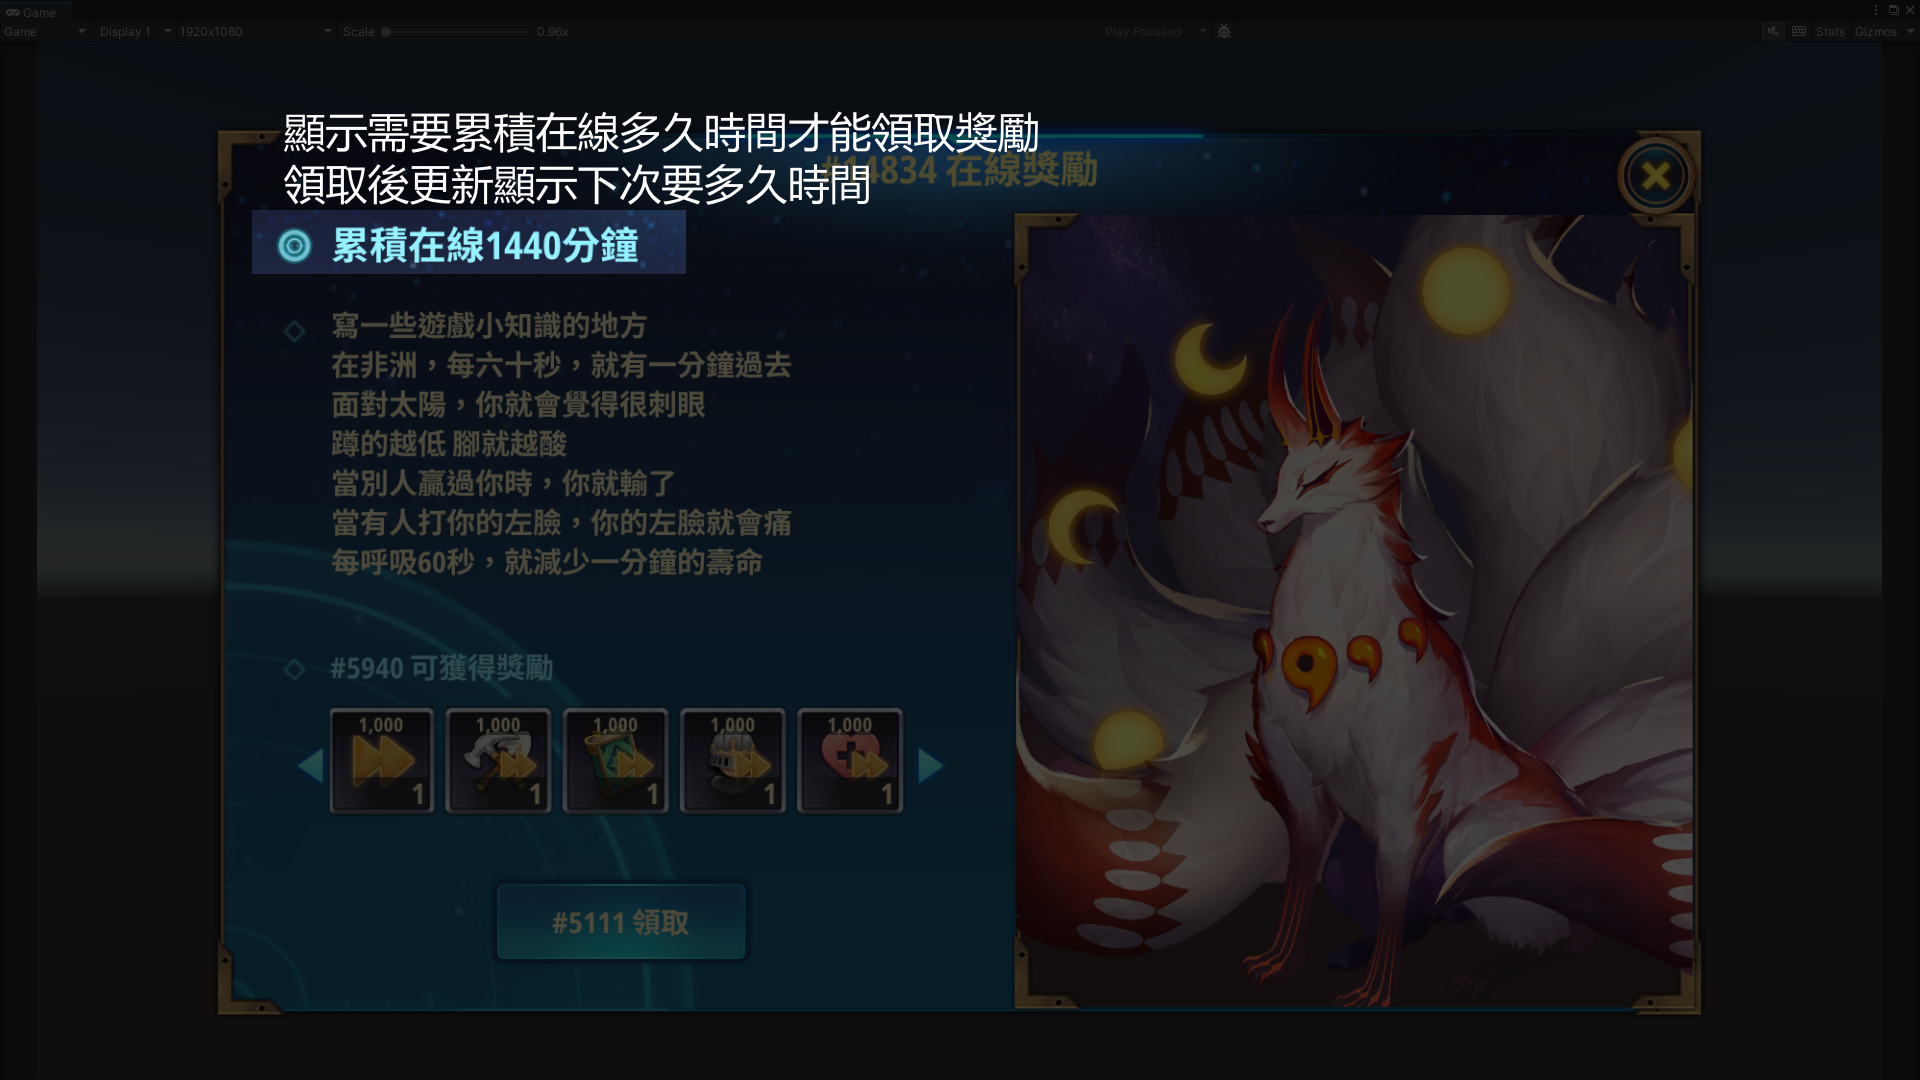 Game
Game
Display 1
1920x1080
Scale
0.96x
Play Focused
Stats
Gizmos
顯示需要累積在線多久時間才能領取獎勵
領取後更新顯示下次要多久時間
#14834 在線獎勵
累積在線1440分鐘
寫一些遊戲小知識的地方
在非洲，每六十秒，就有一分鐘過去
面對太陽，你就會覺得很刺眼
蹲的越低 腳就越酸
當別人贏過你時，你就輸了
當有人打你的左臉，你的左臉就會痛
每呼吸60秒，就減少一分鐘的壽命
#5940 可獲得獎勵
1,000
1,000
1,000
1,000
1,000
1
1
1
1
1
#5111 領取